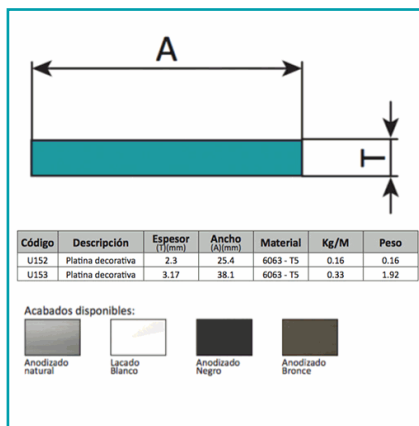 A
T
Código Descripción Espesor (T)(mm) Ancho (A)(mm) Material Kg/M Peso
U152 Platina decorativa 2.3 25.4 6063 - T5 0.16 0.16
U153 Platina decorativa 3.17 38.1 6063 - T5 0.33 1.92
Acabados disponibles:
Anodizado natural
Lacado Blanco
Anodizado Negro
Anodizado Bronce